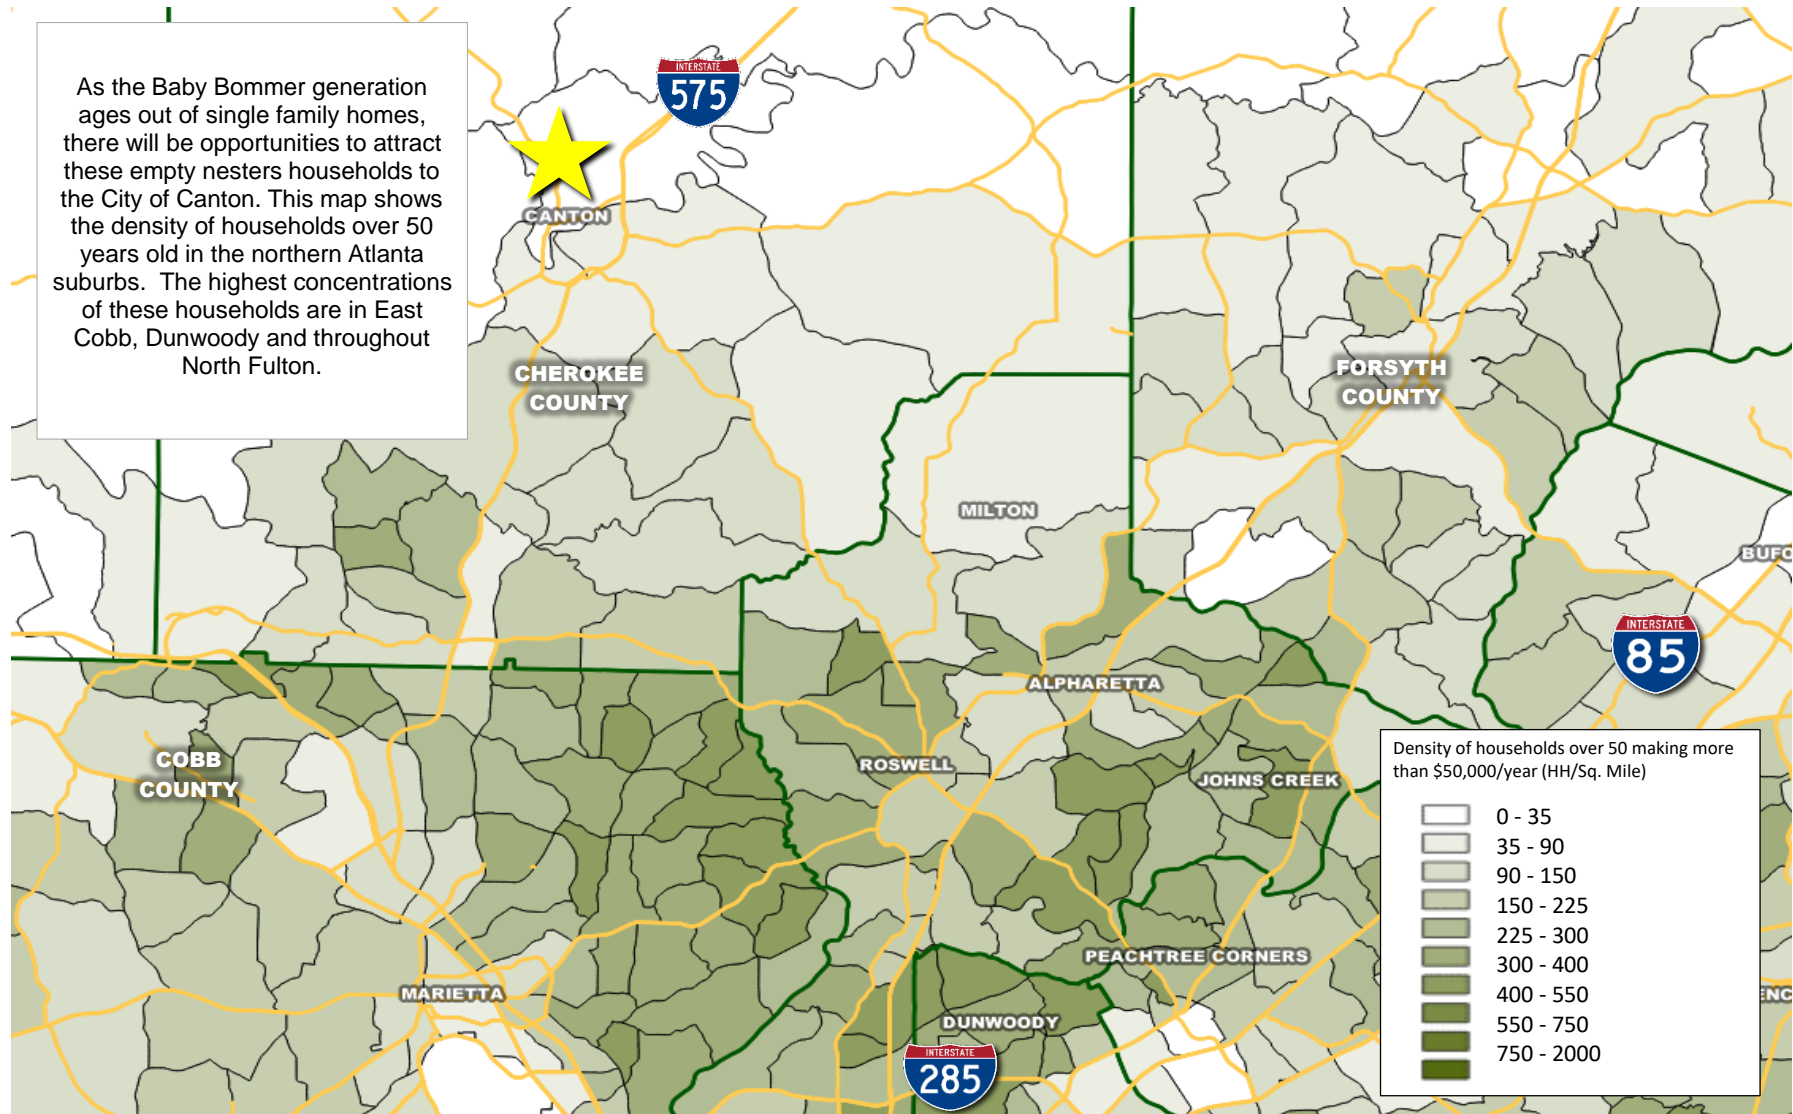 As the Baby Bommer generation
ages out of single family homes,
there will be opportunities to attract
these empty nesters households to
the City of Canton. This map shows
the density of households over 50
years old in the northern Atlanta
suburbs.  The highest concentrations
of these households are in East
Cobb, Dunwoody and throughout
North Fulton.
INTERSTATE
575
CANTON
CHEROKEE
COUNTY
FORSYTH
COUNTY
MILTON
BUFO
INTERSTATE
85
ALPHARETTA
COBB
COUNTY
ROSWELL
JOHNS CREEK
PEACHTREE CORNERS
MARIETTA
DUNWOODY
ENC
INTERSTATE
285
Density of households over 50 making more
than $50,000/year (HH/Sq. Mile)
0 - 35
35 - 90
90 - 150
150 - 225
225 - 300
300 - 400
400 - 550
550 - 750
750 - 2000